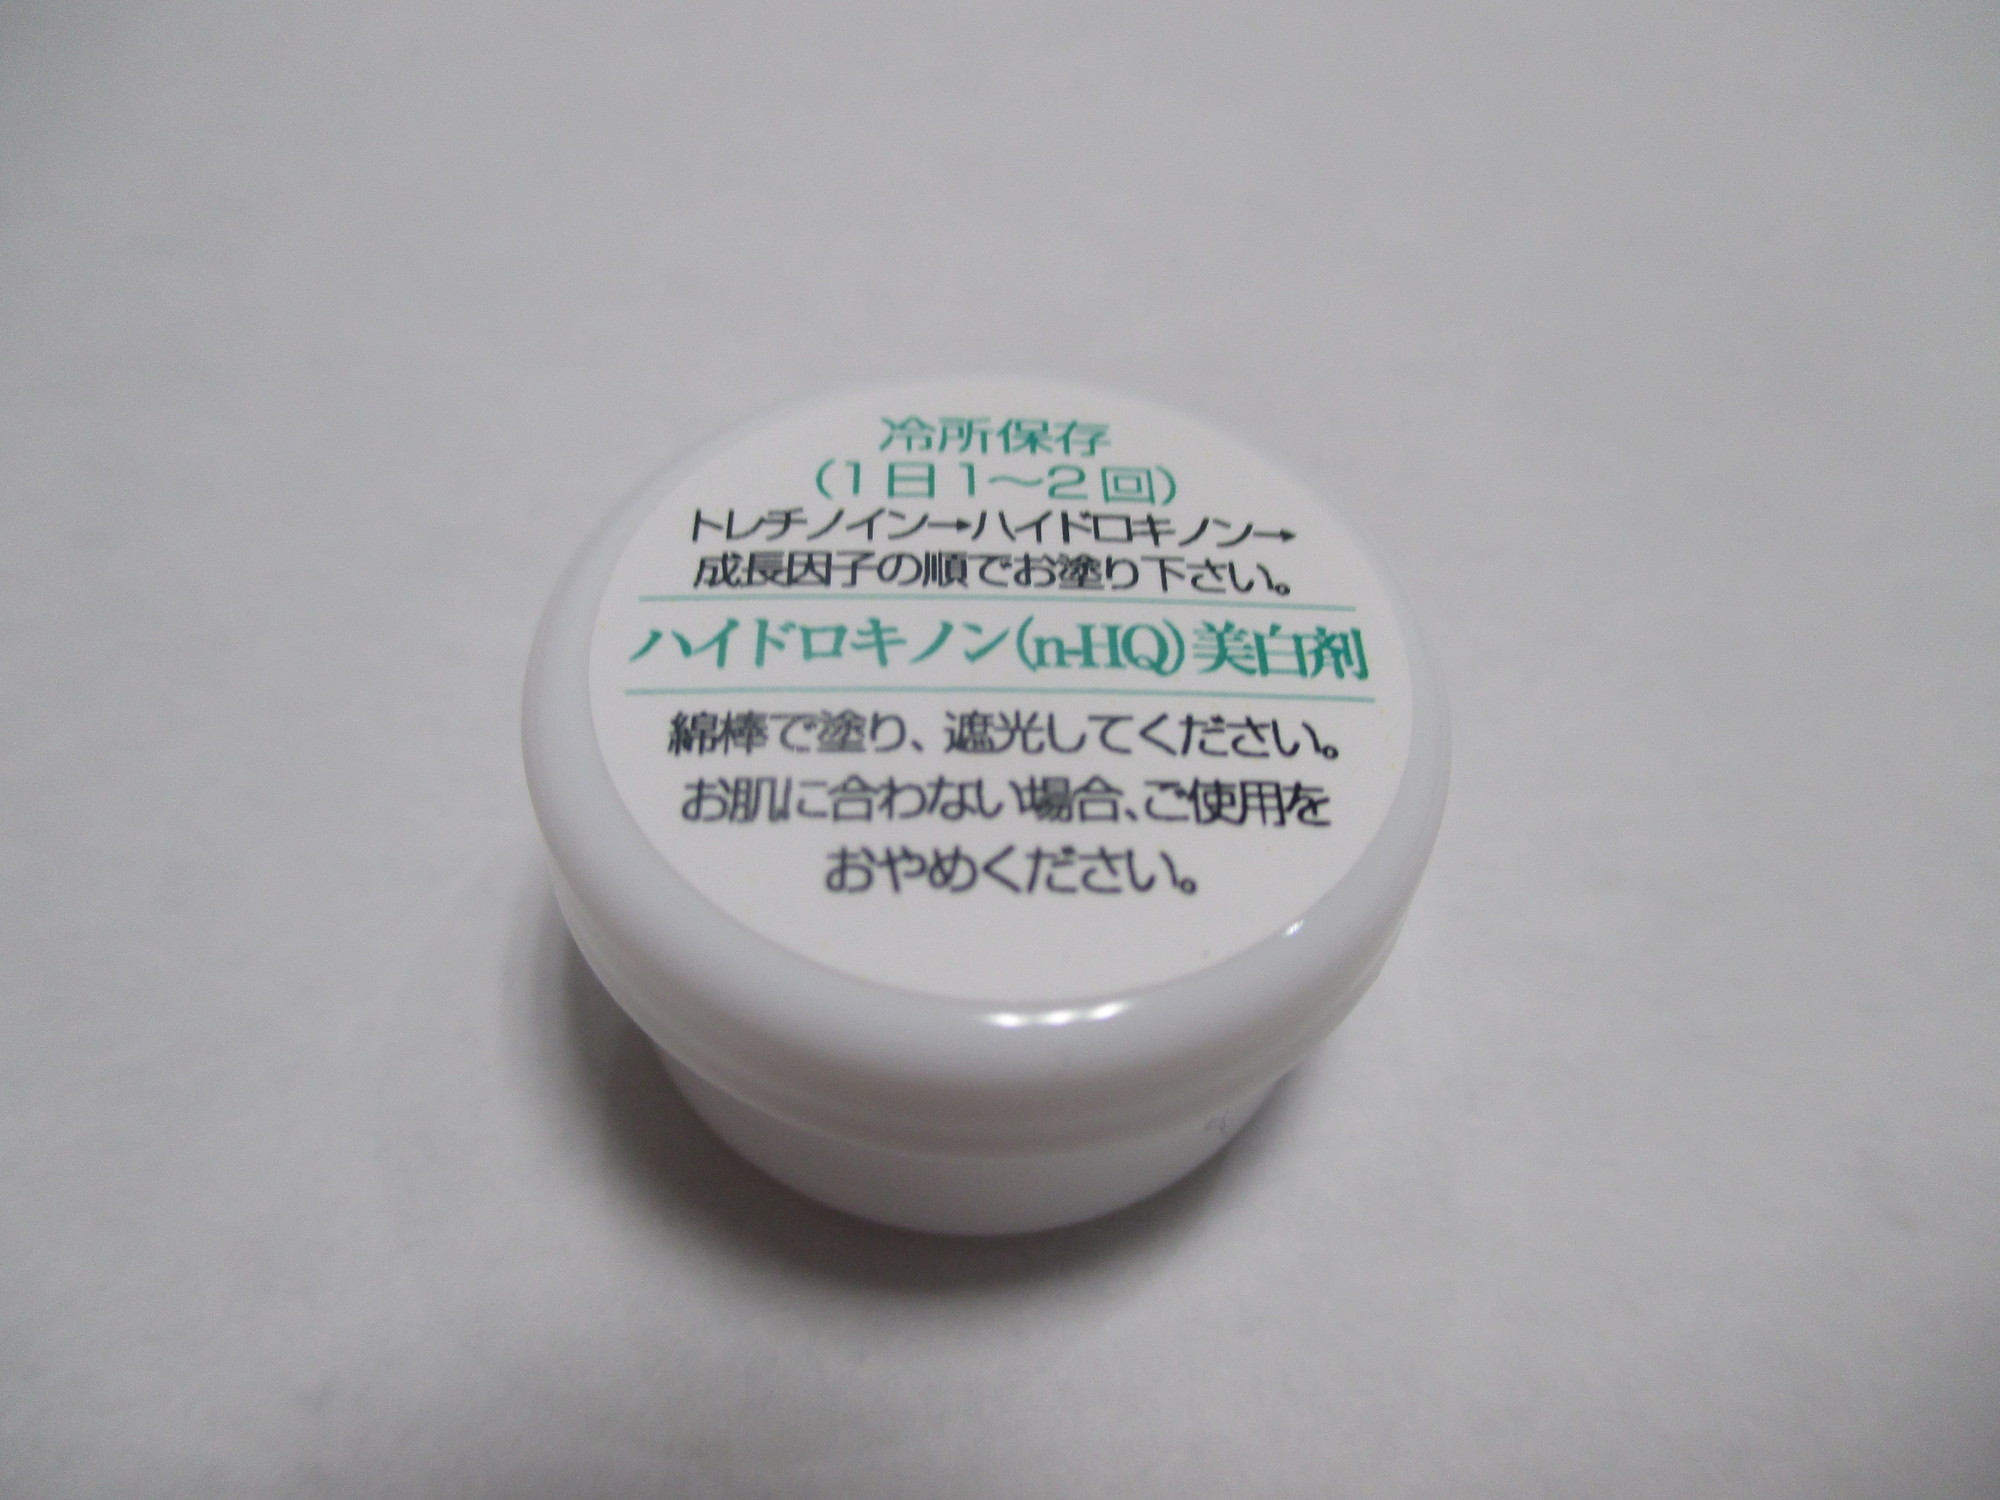 冷所保存
(1日1～2回)
トレチノイン→ハイドロキノン→
成長因子の順でお塗り下さい。
ハイドロキノン(n-HQ)美白剤
綿棒で塗り、遮光してください。
お肌に合わない場合、ご使用を
おやめください。